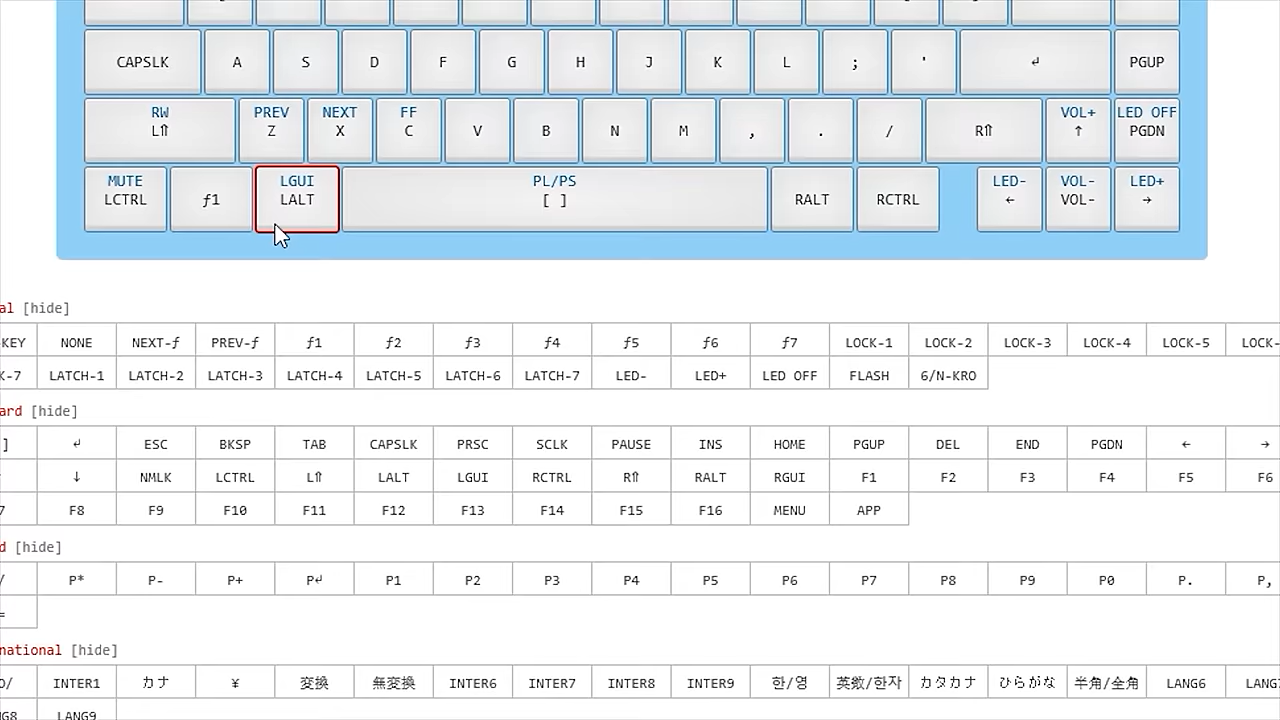 CAPSLK A S D F G H J K L ; ' ↵ PGUP
RW PREV NEXT FF VOL+ LED OFF
L⇑ Z X C V B N M , . / R⇑ ↑ PGDN
MUTE LGUI PL/PS LED- VOL- LED+
LCTRL ƒ1 LALT [ ] RALT RCTRL ← VOL- →
al [hide]
KEY NONE NEXT-ƒ PREV-ƒ ƒ1 ƒ2 ƒ3 ƒ4 ƒ5 ƒ6 ƒ7 LOCK-1 LOCK-2 LOCK-3 LOCK-4 LOCK-5 LOCK-
K-7 LATCH-1 LATCH-2 LATCH-3 LATCH-4 LATCH-5 LATCH-6 LATCH-7 LED- LED+ LED OFF FLASH 6/N-KRO
ard [hide]
] ↵ ESC BKSP TAB CAPSLK PRSC SCLK PAUSE INS HOME PGUP DEL END PGDN ← →
↓ NMLK LCTRL L⇑ LALT LGUI RCTRL R⇑ RALT RGUI F1 F2 F3 F4 F5 F6
7 F8 F9 F10 F11 F12 F13 F14 F15 F16 MENU APP
d [hide]
/ P* P- P+ P↵ P1 P2 P3 P4 P5 P6 P7 P8 P9 P0 P. P,
=
national [hide]
O/ INTER1 カナ ¥ 変換 無変換 INTER6 INTER7 INTER8 INTER9 한/영 英数/한자 カタカナ ひらがな 半角/全角 LANG6 LANG
G8 LANG9